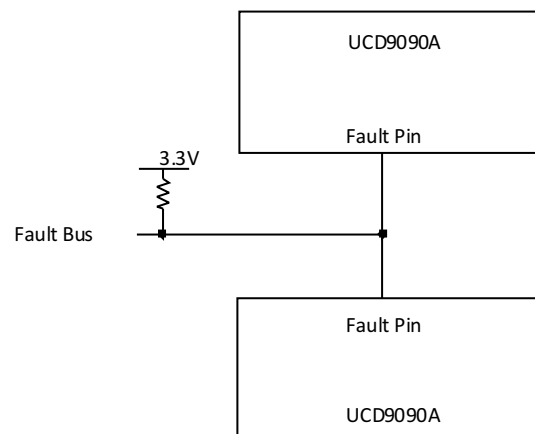 UCD9090A
Fault Pin
3.3V
Fault Bus
Fault Pin
UCD9090A